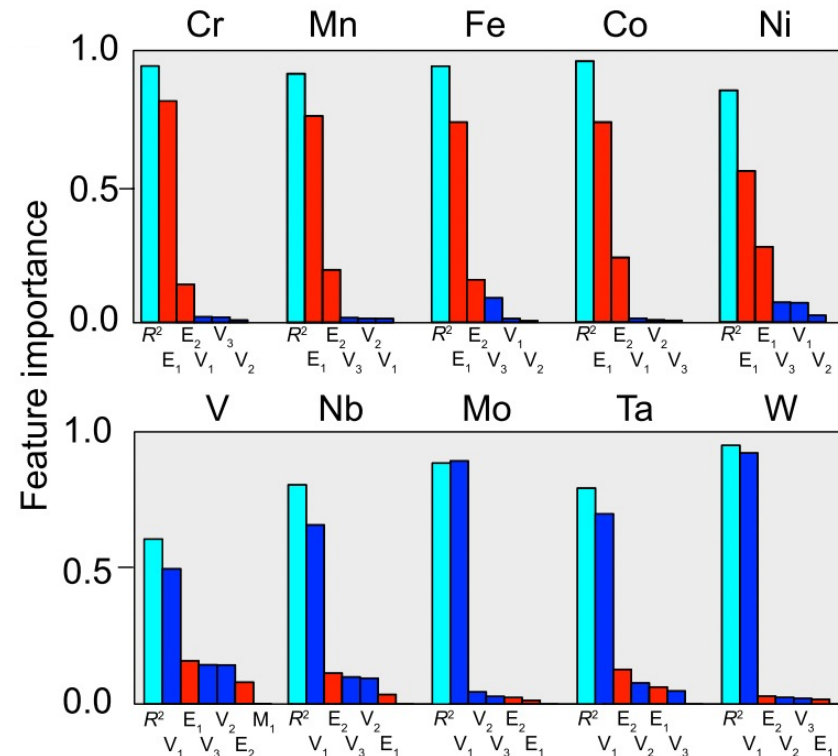 Cr Mn Fe Co Ni
Feature importance
1.0
0.5
0.0
R² E₂ V₃ R² E₂ V₂ R² E₂ V₁ R² E₂ V₂ R² E₁ V₁
E₁ V₁ V₂ E₁ V₃ V₁ E₁ V₃ V₂ E₁ V₁ V₃ E₁ V₃ V₂
V Nb Mo Ta W
1.0
0.5
0.0
R² E₁ V₂ M₁ R² E₂ V₂ R² V₂ E₂ R² E₂ E₁ R² E₂ V₃
V₁ V₃ E₂ V₁ V₃ E₁ V₁ V₃ E₁ V₁ V₂ V₃ V₁ V₂ E₁